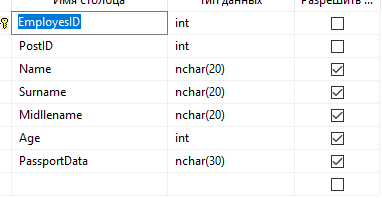 Имя столбца Тип данных Разрешить ...
EmployesID int
PostID int
Name nchar(20)
Surname nchar(20)
Midllename nchar(20)
Age int
PassportData nchar(30)